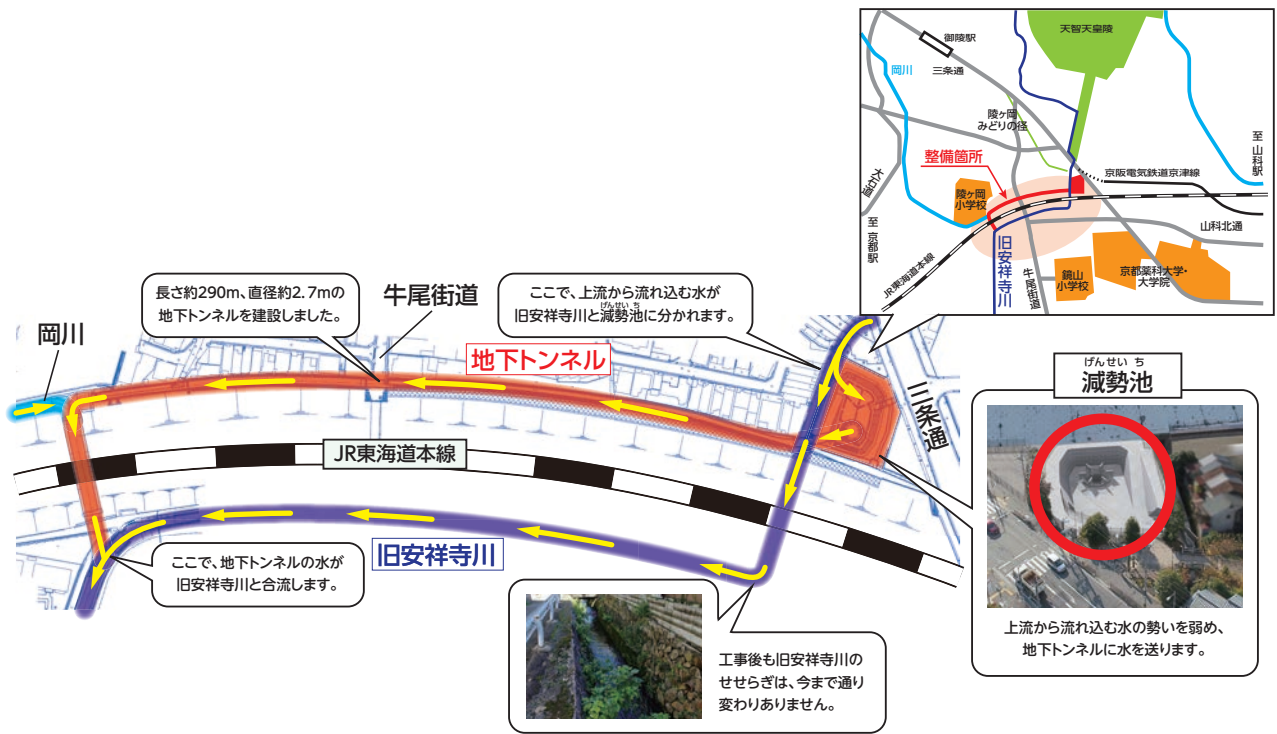 御陵駅
天智天皇陵
岡川
三条通
陵ヶ岡
みどりの径
至 山科駅
整備箇所
京阪電気鉄道京津線
大石道
陵ヶ岡
小学校
至 京都駅
山科北通
旧安祥寺川
JR東海道本線
牛尾街道
鏡山
小学校
京都薬科大学・
大学院
長さ約290m、直径約2.7mの
地下トンネルを建設しました。
牛尾街道
ここで、上流から流れ込む水が
げんせい ち
旧安祥寺川と減勢池に分かれます。
岡川
地下トンネル
三条通
げんせい ち
減勢池
JR東海道本線
旧安祥寺川
ここで、地下トンネルの水が
旧安祥寺川と合流します。
上流から流れ込む水の勢いを弱め、
地下トンネルに水を送ります。
工事後も旧安祥寺川の
せせらぎは、今まで通り
変わりありません。